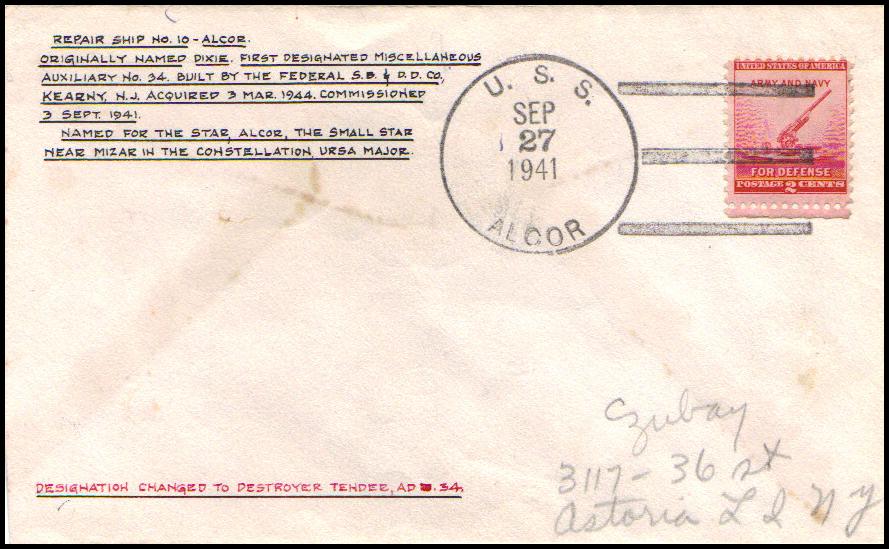 REPAIR SHIP NO. 10 - ALCOR.
ORIGINALLY NAMED DIXIE. FIRST DESIGNATED MISCELLANEOUS
AUXILIARY NO. 34. BUILT BY THE FEDERAL S.B. & D.D. CO,
KEARNY, N.J. ACQUIRED 3 MAR. 1944. COMMISSIONED
3 SEPT. 1941.
NAMED FOR THE STAR, ALCOR, THE SMALL STAR
NEAR MIZAR IN THE CONSTELLATION, URSA MAJOR.
U. S. S.
SEP
27
1941
ALCOR
UNITED STATES OF AMERICA
ARMY AND NAVY
FOR DEFENSE
POSTAGE 2 CENTS
Czubay
3117 - 36 st
Astoria L I N Y
DESIGNATION CHANGED TO DESTROYER TENDER, AD 34.